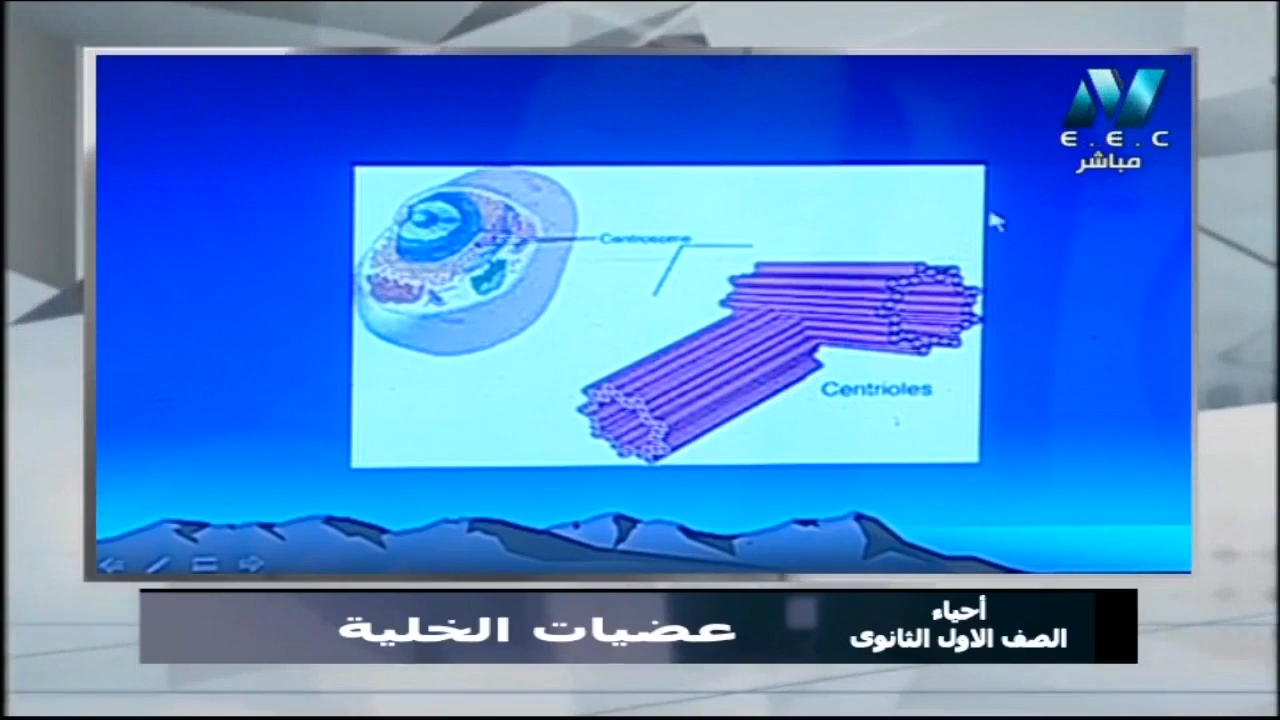 E . E . C
مباشر
Centrosome
Centrioles
أحياء
الصف الاول الثانوى
عضيات الخلية